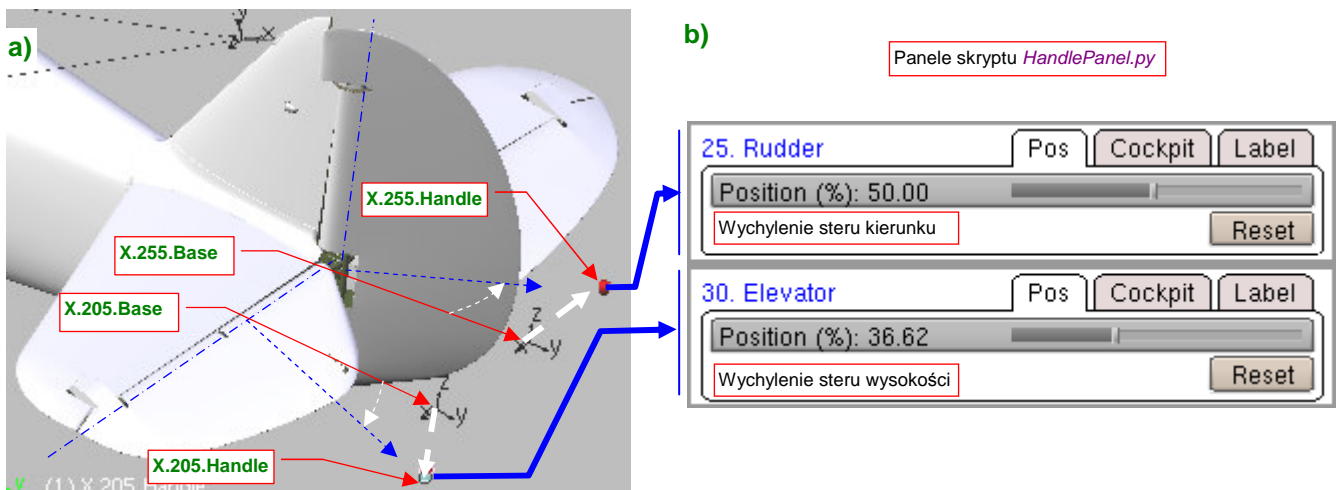 a)
y
z x
X.255.Handle
X.255.Base
X.205.Base
z
x y
z
x y
X.205.Handle
y (1) X.205.Handle
b)
Panele skryptu HandlePanel.py
25. Rudder Pos Cockpit Label
Position (%): 50.00
Wychylenie steru kierunku Reset
30. Elevator Pos Cockpit Label
Position (%): 36.62
Wychylenie steru wysokości Reset